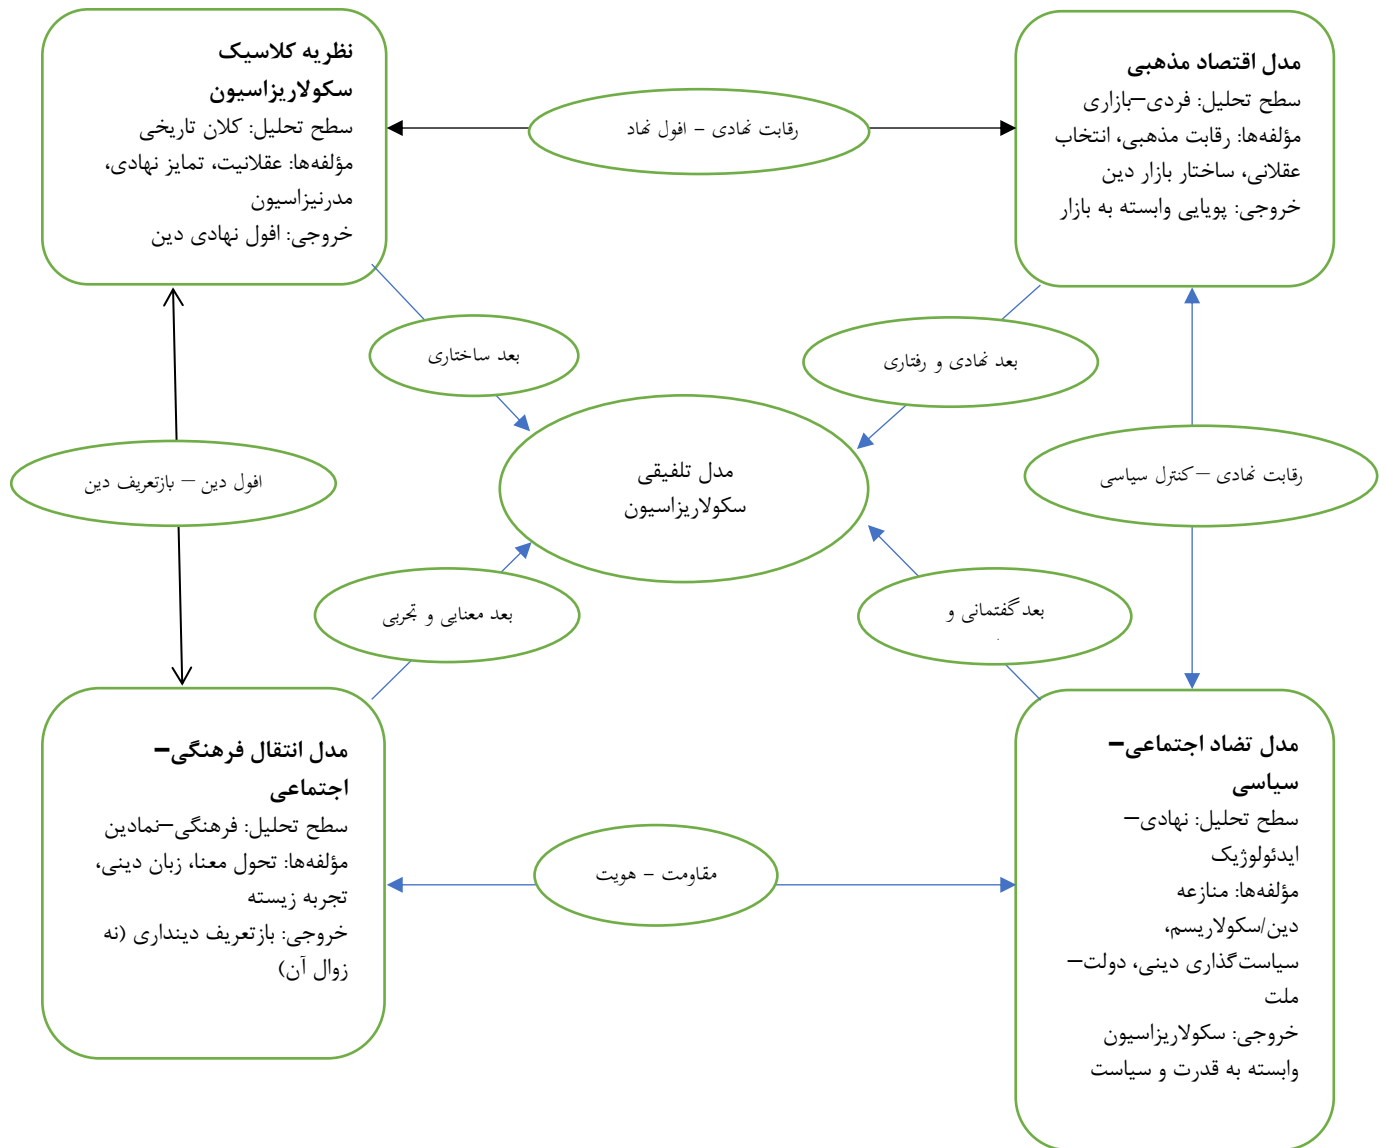 مدل اقتصاد مذهبی
سطح تحلیل: فردی–بازاری
مؤلفه‌ها: رقابت مذهبی، انتخاب
عقلانی، ساختار بازار دین
خروجی: پویایی وابسته به بازار
رقابت نهادی – افول نهاد
نظریه کلاسیک
سکولاریزاسیون
سطح تحلیل: کلان تاریخی
مؤلفه‌ها: عقلانیت، تمایز نهادی،
مدرنیزاسیون
خروجی: افول نهادی دین
بعد نهادی و رفتاری
بعد ساختاری
رقابت نهادی – کنترل سیاسی
مدل تلفیقی
سکولاریزاسیون
افول دین – بازتعریف دین
بعد گفتمانی و
بعد معنایی و تجربی
مدل تضاد اجتماعی–
سیاسی
سطح تحلیل: نهادی–
ایدئولوژیک
مؤلفه‌ها: منازعه
دین/سکولاریسم،
سیاست‌گذاری دینی، دولت–
ملت
خروجی: سکولاریزاسیون
وابسته به قدرت و سیاست
مقاومت – هویت
مدل انتقال فرهنگی–
اجتماعی
سطح تحلیل: فرهنگی–نمادین
مؤلفه‌ها: تحول معنا، زبان دینی،
تجربه زیسته
خروجی: بازتعریف دینداری (نه
زوال آن)